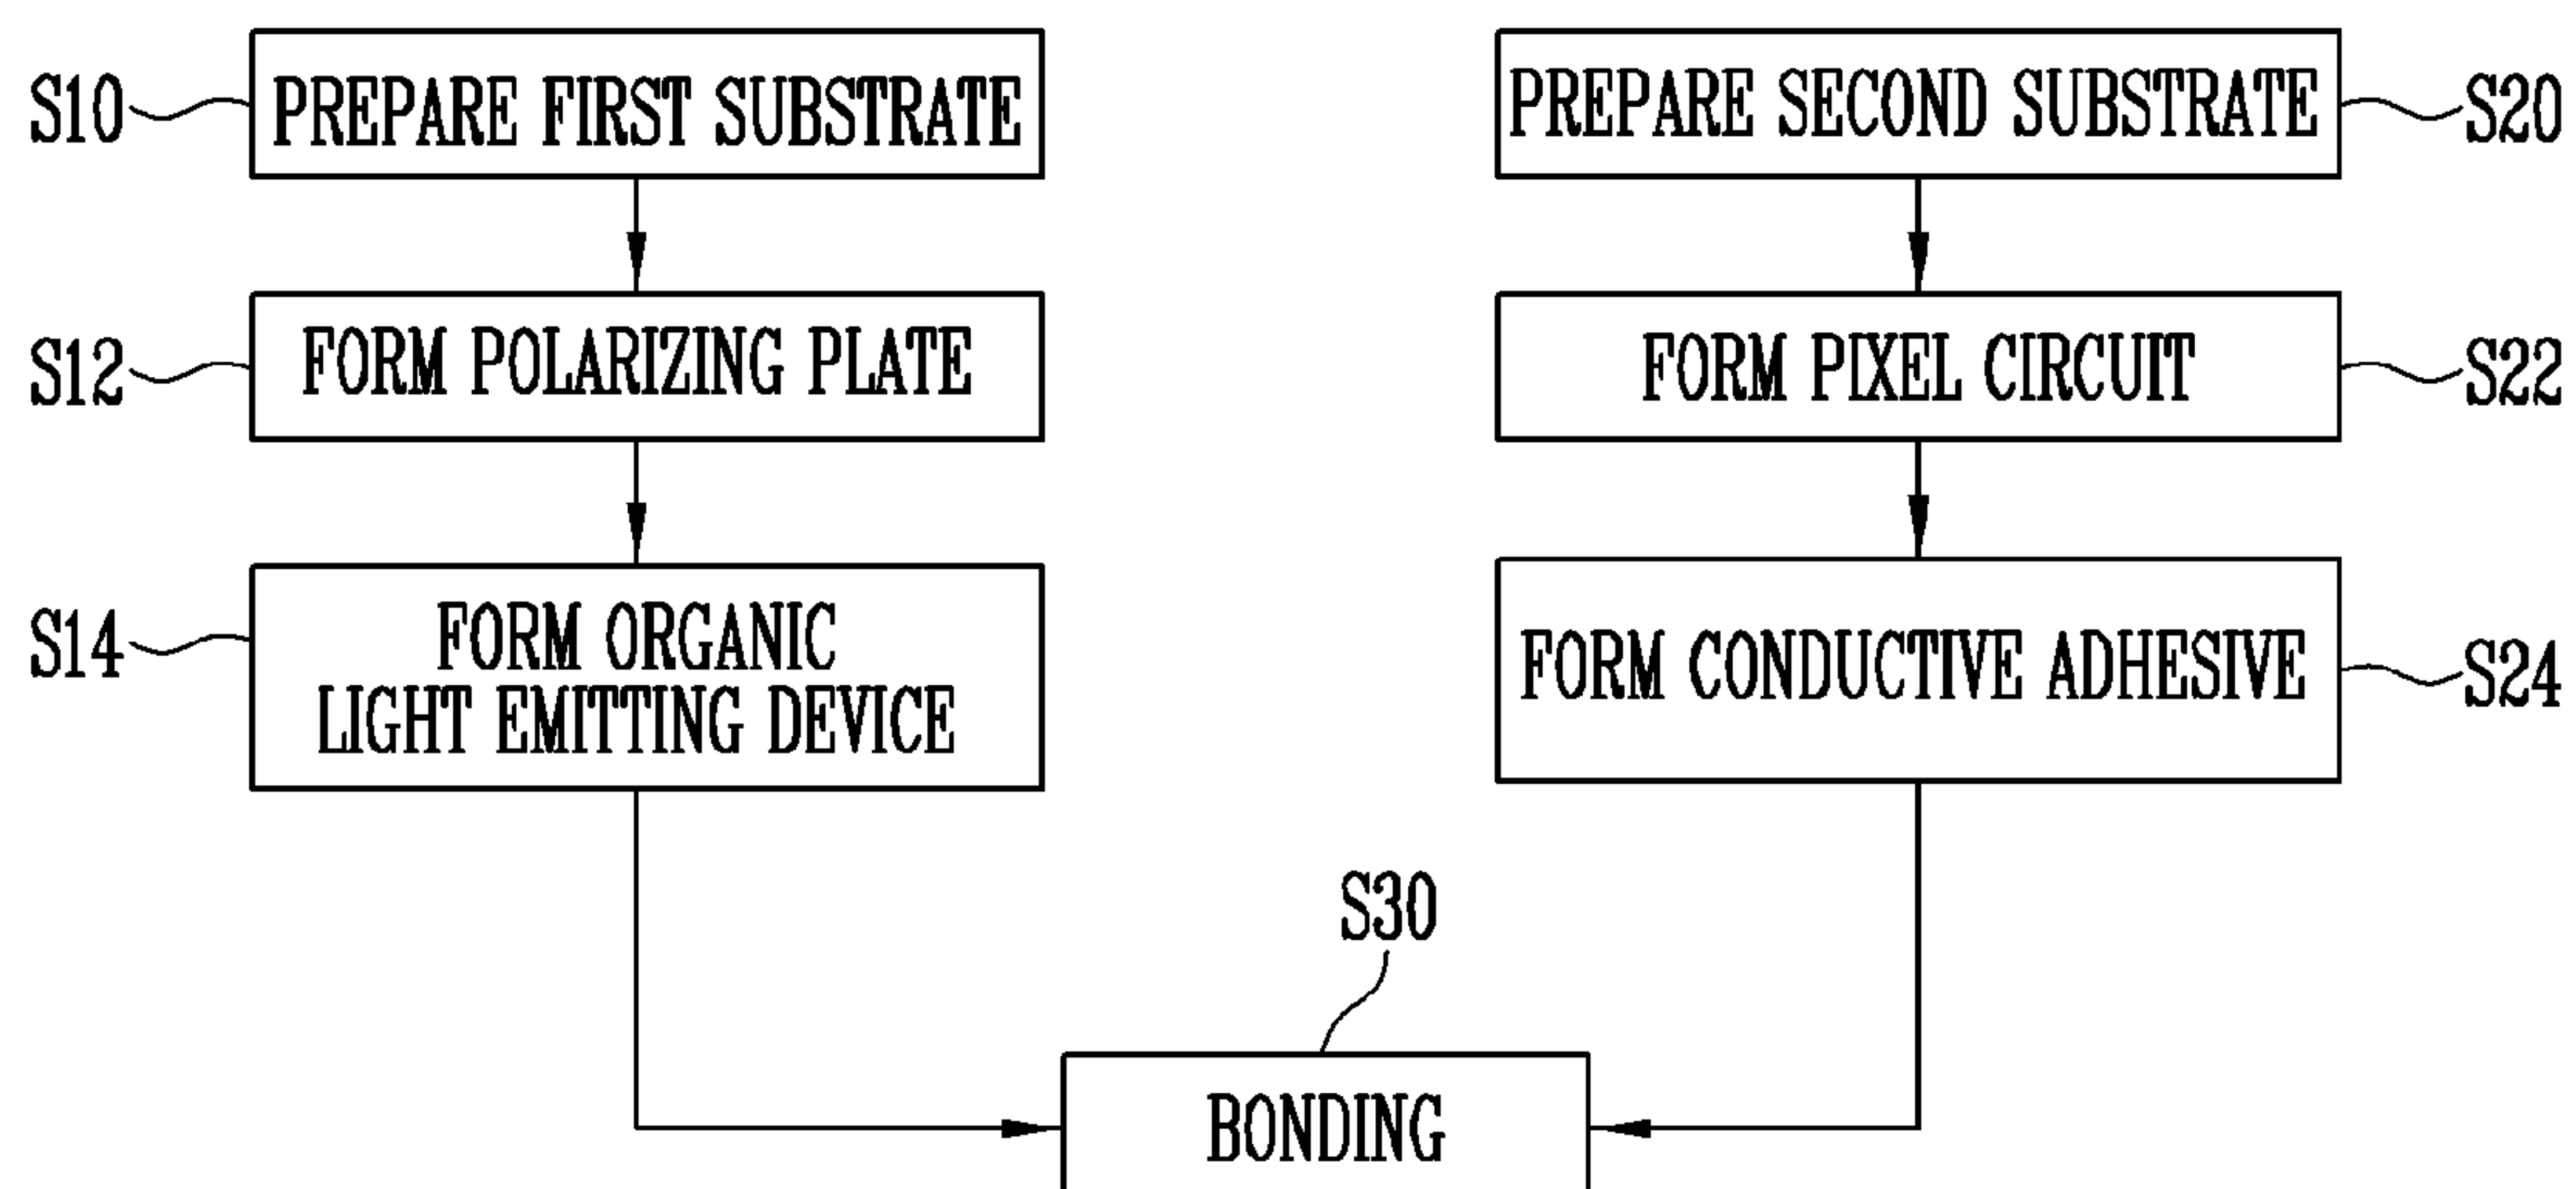 S10
PREPARE FIRST SUBSTRATE
S12
FORM POLARIZING PLATE
S14
FORM ORGANIC
LIGHT EMITTING DEVICE
PREPARE SECOND SUBSTRATE
S20
FORM PIXEL CIRCUIT
S22
FORM CONDUCTIVE ADHESIVE
S24
S30
BONDING